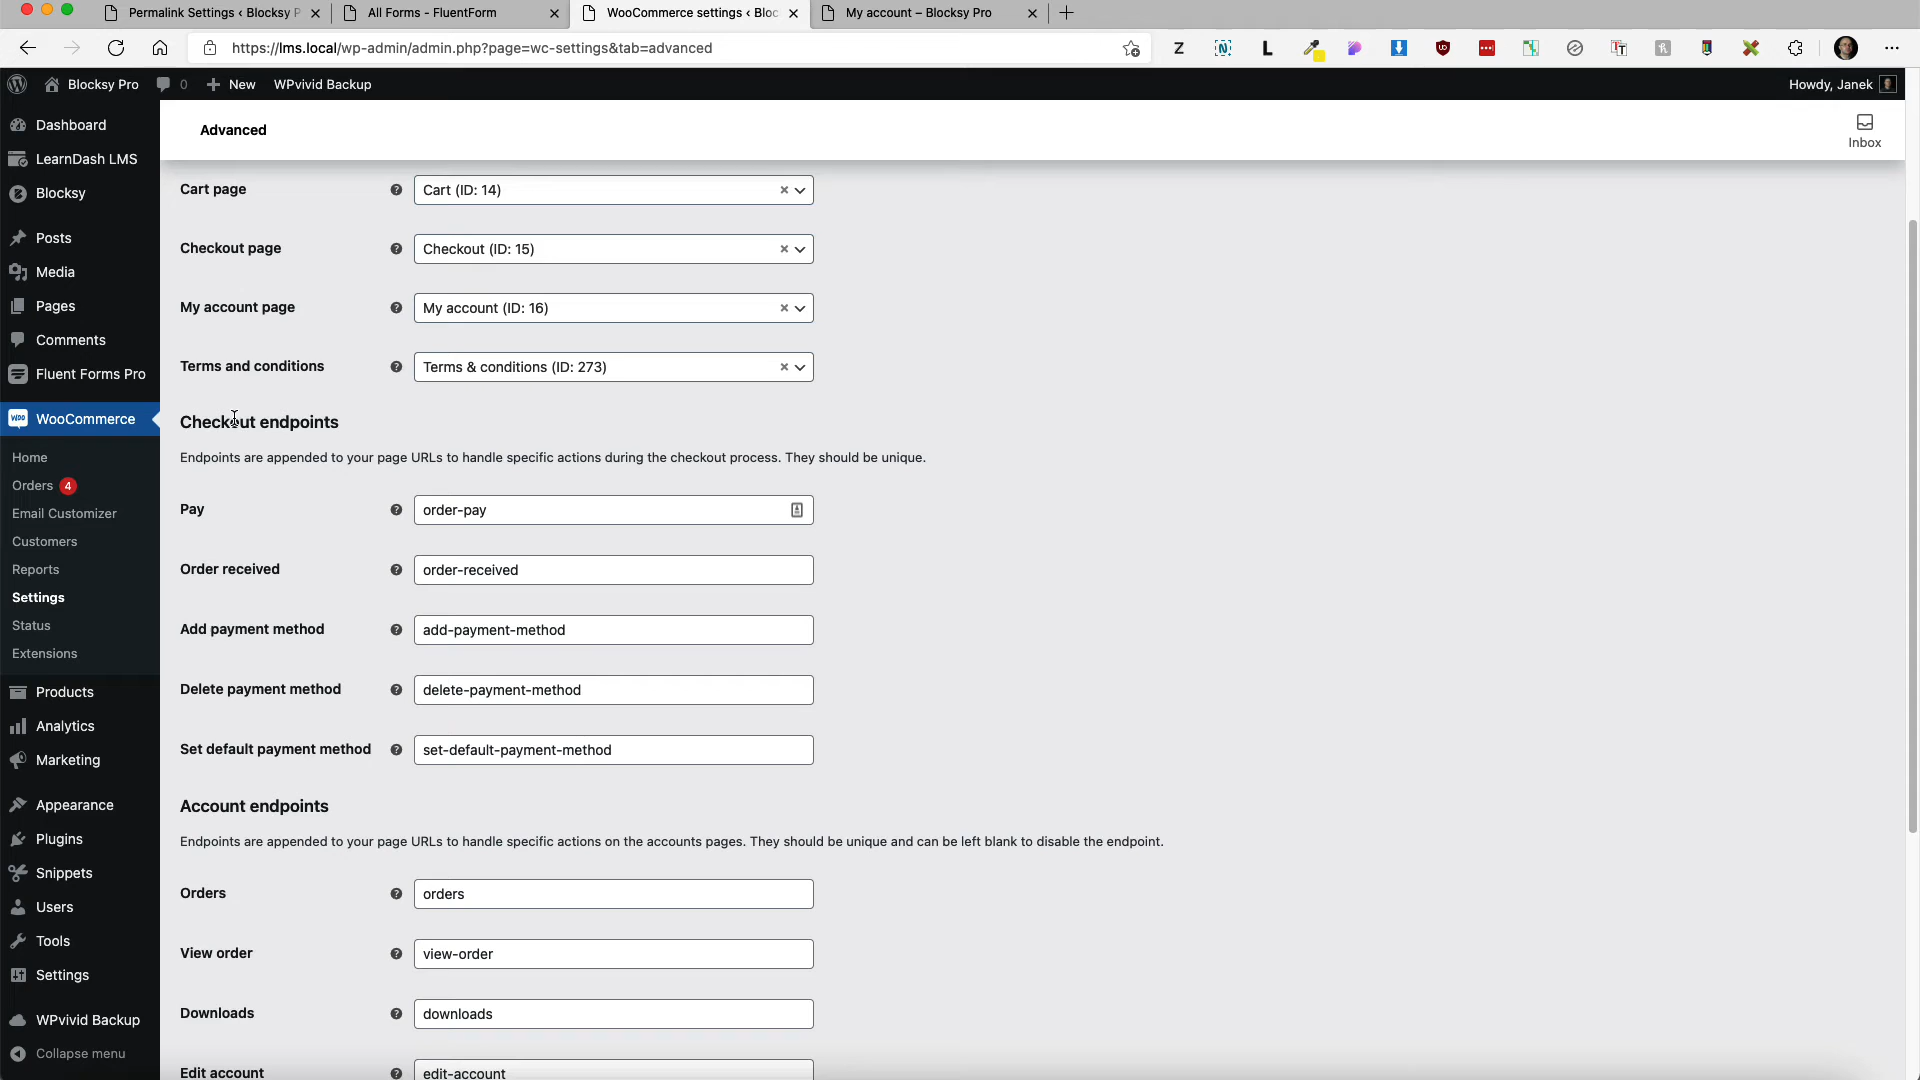 Permalink Settings ‹ Blocksy P
All Forms - FluentForm
WooCommerce settings ‹ Bloc
My account – Blocksy Pro
https://lms.local/wp-admin/admin.php?page=wc-settings&tab=advanced
Blocksy Pro
0
New
WPvivid Backup
Howdy, Janek
Dashboard
LearnDash LMS
Blocksy
Posts
Media
Pages
Comments
Fluent Forms Pro
WooCommerce
Home
Orders 4
Email Customizer
Customers
Reports
Settings
Status
Extensions
Products
Analytics
Marketing
Appearance
Plugins
Snippets
Users
Tools
Settings
WPvivid Backup
Collapse menu
Advanced
Inbox
Cart page
Cart (ID: 14)
Checkout page
Checkout (ID: 15)
My account page
My account (ID: 16)
Terms and conditions
Terms & conditions (ID: 273)
Checkout endpoints
Endpoints are appended to your page URLs to handle specific actions during the checkout process. They should be unique.
Pay
order-pay
Order received
order-received
Add payment method
add-payment-method
Delete payment method
delete-payment-method
Set default payment method
set-default-payment-method
Account endpoints
Endpoints are appended to your page URLs to handle specific actions on the accounts pages. They should be unique and can be left blank to disable the endpoint.
Orders
orders
View order
view-order
Downloads
downloads
Edit account
edit-account